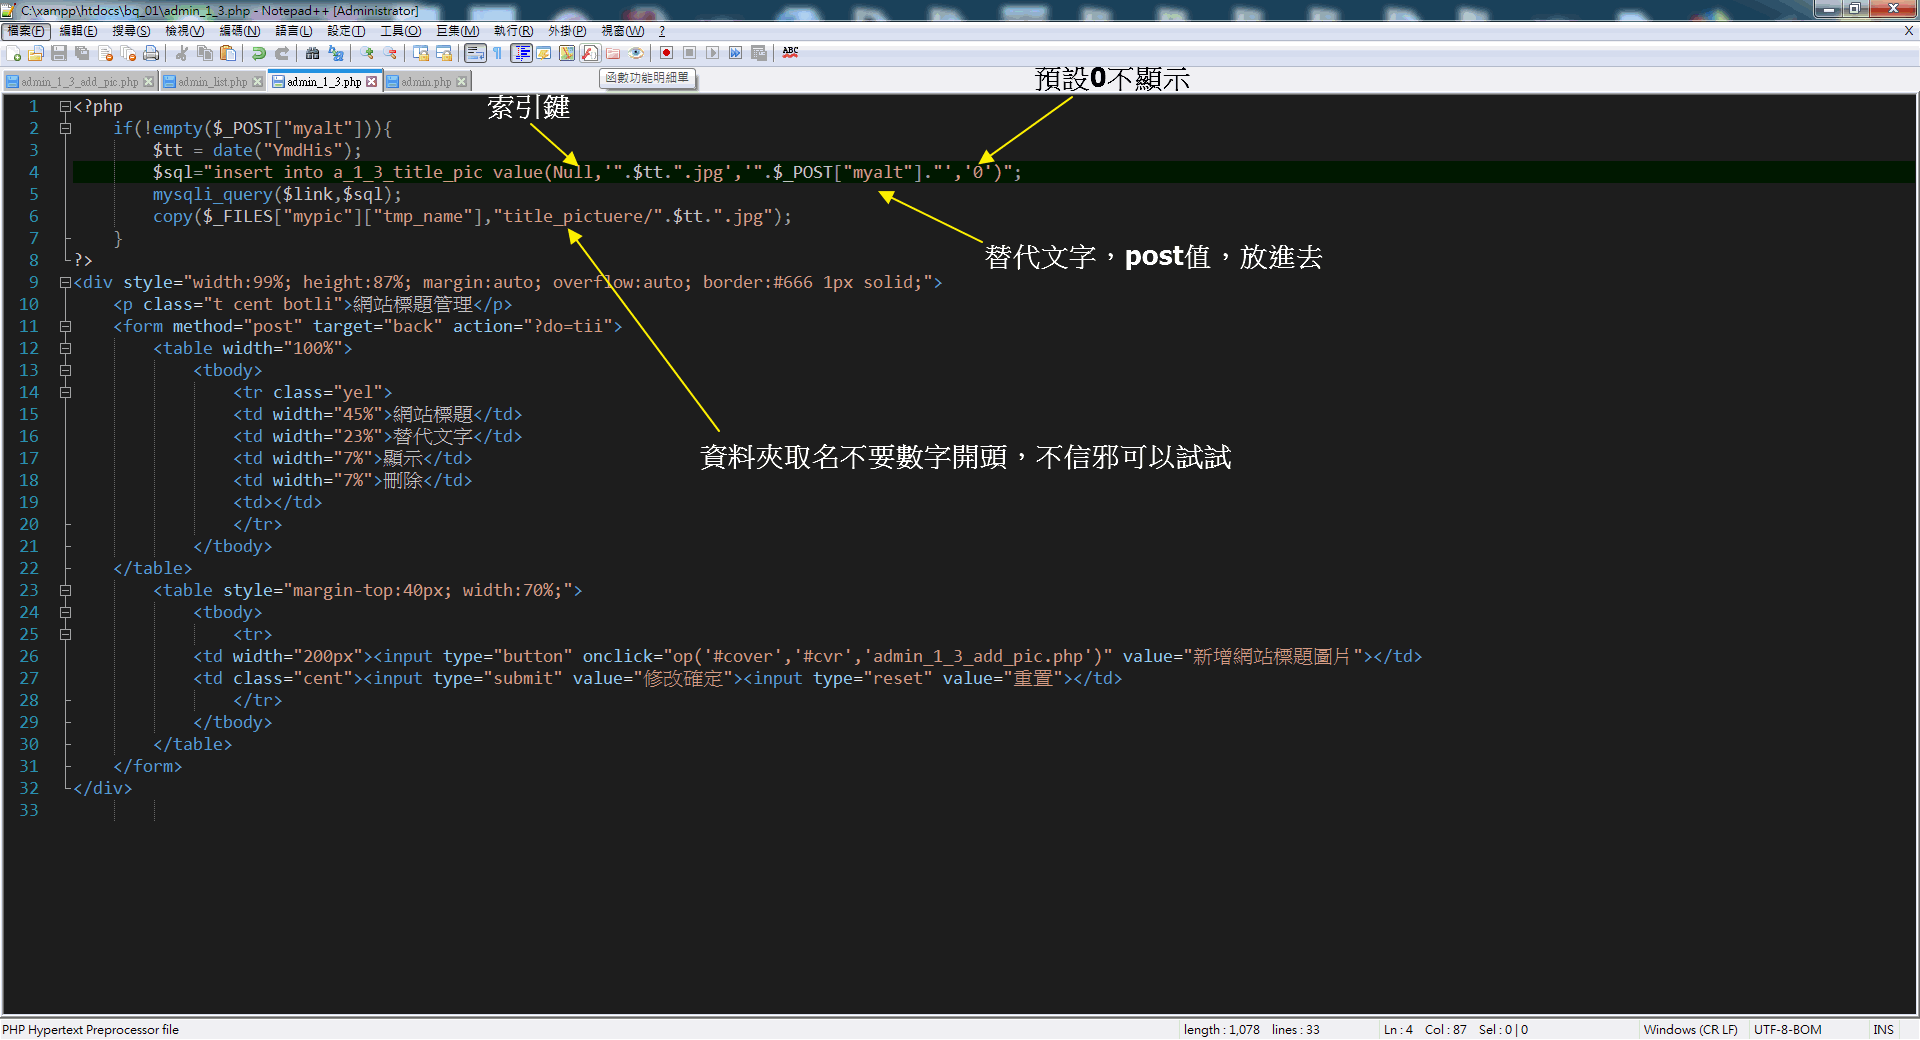 C:\xampp\htdocs\bq_01\admin_1_3.php - Notepad++ [Administrator]
檔案(F) 編輯(E) 搜尋(S) 檢視(V) 編碼(N) 語言(L) 設定(T) 工具(O) 巨集(M) 執行(R) 外掛(P) 視窗(W) ? X
ABC
admin_1_3_add_pic.php admin_list.php admin_1_3.php admin.php
函數功能明細單
預設0不顯示
索引鍵
1 <?php
2 if(!empty($_POST["myalt"])){
3 $tt = date("YmdHis");
4 $sql="insert into a_1_3_title_pic value(Null,'".$tt.".jpg','".$_POST["myalt"]."','0')";
5 mysqli_query($link,$sql);
6 copy($_FILES["mypic"]["tmp_name"],"title_pictuere/".$tt.".jpg");
7 }
8 ?>
替代文字，post值，放進去
9 <div style="width:99%; height:87%; margin:auto; overflow:auto; border:#666 1px solid;">
10 <p class="t cent botli">網站標題管理</p>
11 <form method="post" target="back" action="?do=tii">
12 <table width="100%">
13 <tbody>
14 <tr class="yel">
15 <td width="45%">網站標題</td>
16 <td width="23%">替代文字</td>
17 <td width="7%">顯示</td>
資料夾取名不要數字開頭，不信邪可以試試
18 <td width="7%">刪除</td>
19 <td></td>
20 </tr>
21 </tbody>
22 </table>
23 <table style="margin-top:40px; width:70%;">
24 <tbody>
25 <tr>
26 <td width="200px"><input type="button" onclick="op('#cover','#cvr','admin_1_3_add_pic.php')" value="新增網站標題圖片"></td>
27 <td class="cent"><input type="submit" value="修改確定"><input type="reset" value="重置"></td>
28 </tr>
29 </tbody>
30 </table>
31 </form>
32 </div>
33
PHP Hypertext Preprocessor file length : 1,078 lines : 33 Ln : 4 Col : 87 Sel : 0 | 0 Windows (CR LF) UTF-8-BOM INS